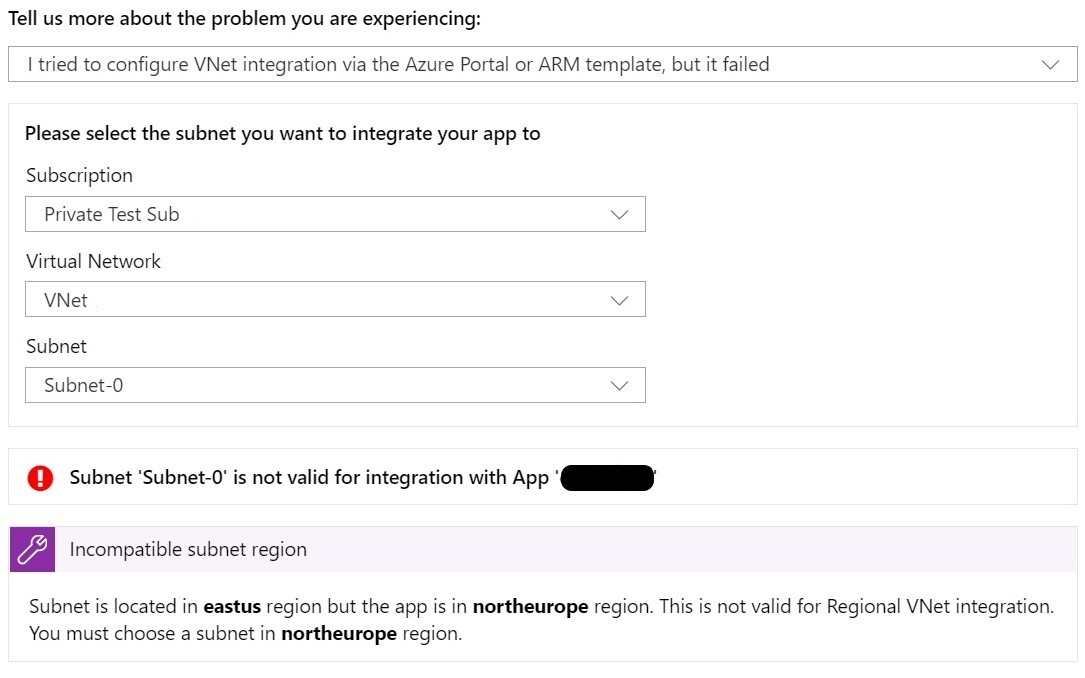 Tell us more about the problem you are experiencing:
I tried to configure VNet integration via the Azure Portal or ARM template, but it failed
Please select the subnet you want to integrate your app to
Subscription
Private Test Sub
Virtual Network
VNet
Subnet
Subnet-0
Subnet 'Subnet-0' is not valid for integration with App ' '
Incompatible subnet region
Subnet is located in eastus region but the app is in northeurope region. This is not valid for Regional VNet integration.
You must choose a subnet in northeurope region.